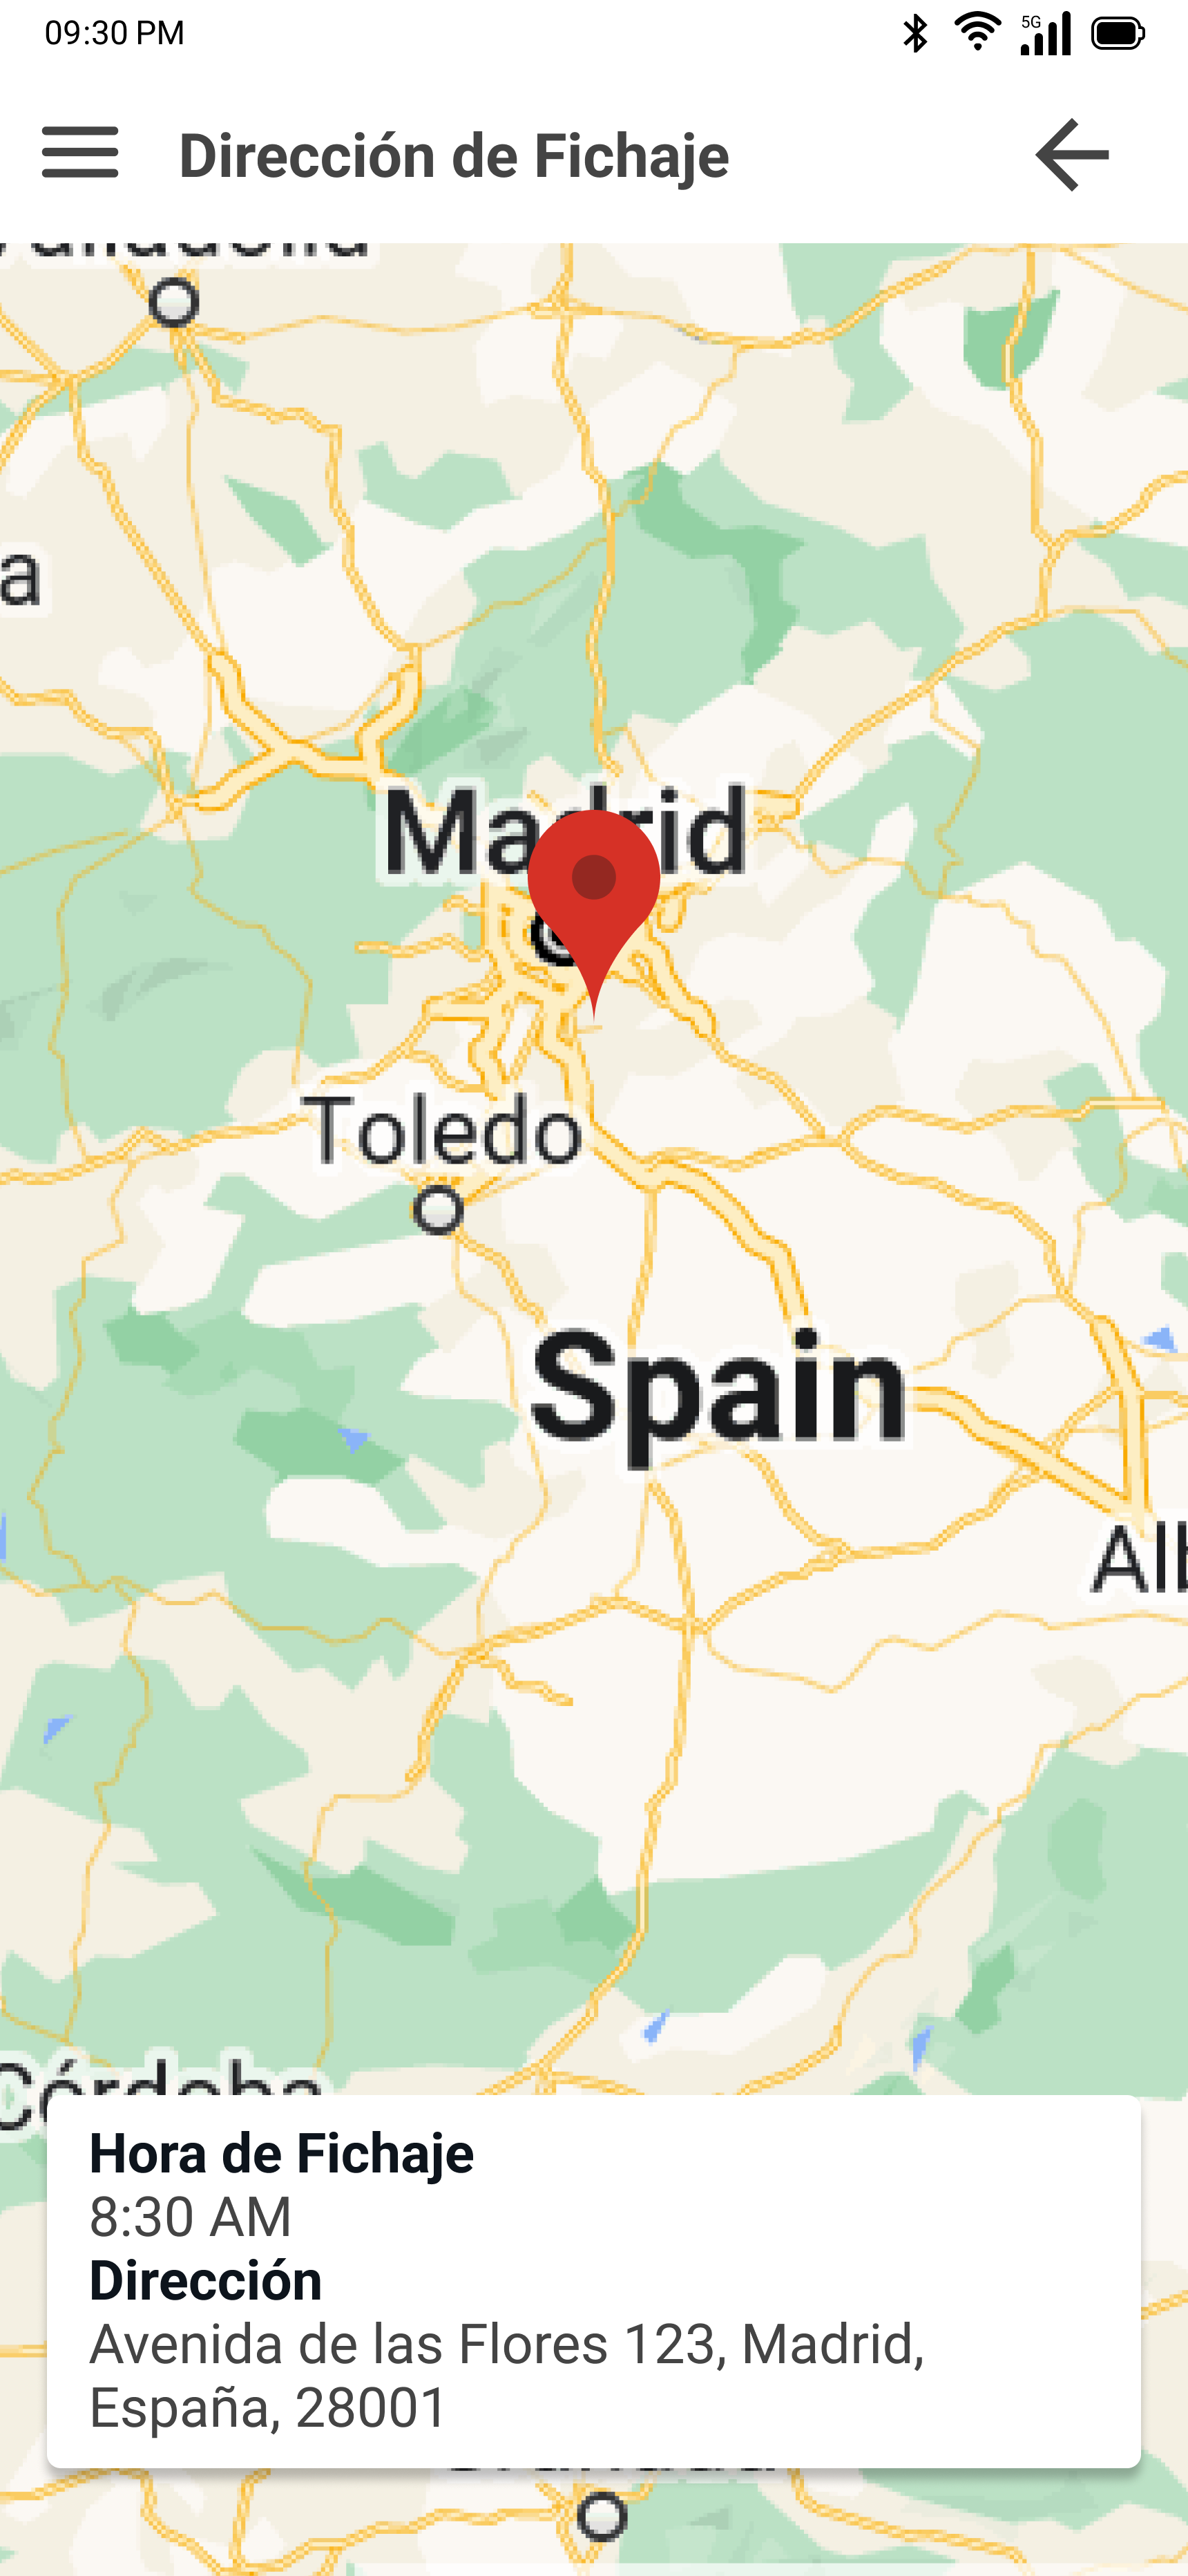 09:30 PM
5G
Dirección de Fichaje
a
Madrid
Toledo
Spain
Alb
Córdoba
Hora de Fichaje
8:30 AM
Dirección
Avenida de las Flores 123, Madrid,
España, 28001